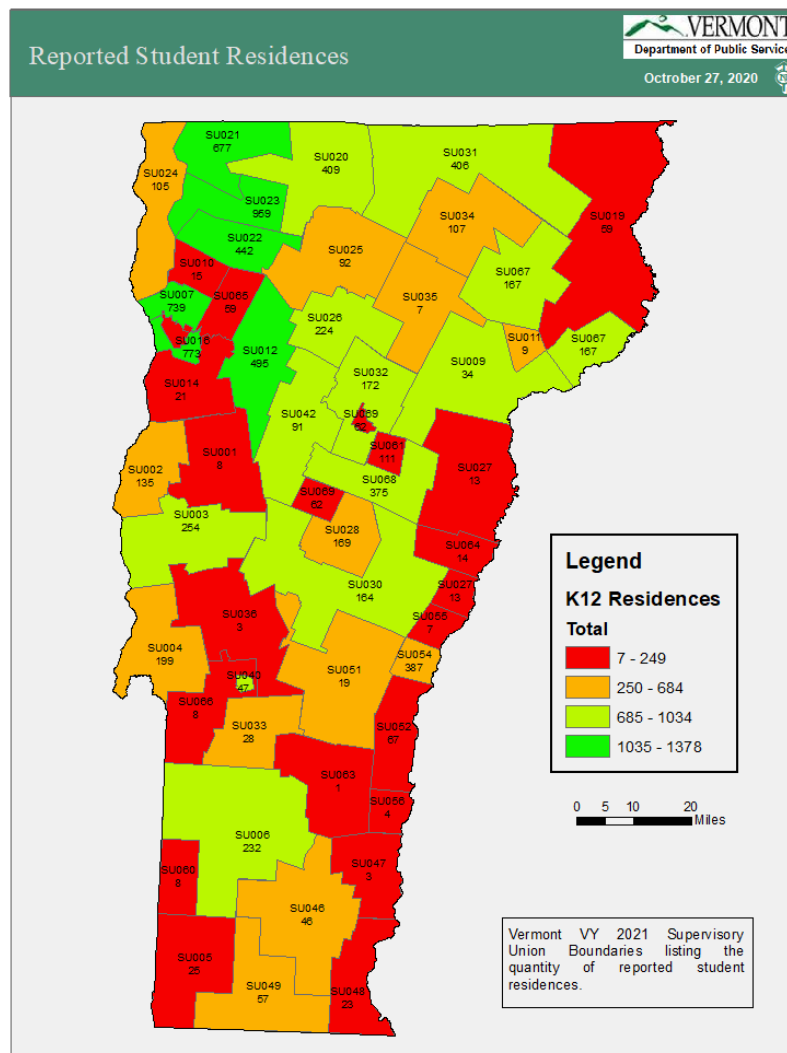 VERMONT
Department of Public Service
Reported Student Residences
October 27, 2020
SU021
677
SU020
409
SU031
406
SU024
105
SU019
59
SU023
959
SU034
107
SU022
442
SU025
92
SU010
15
SU067
167
SU007
739
SU065
59
SU035
7
SU026
224
SU016
773
SU012
495
SU011
9
SU067
167
SU009
34
SU032
172
SU014
21
SU042
91
SU069
62
SU061
111
SU001
8
SU002
135
SU027
13
SU068
375
SU069
62
SU003
254
SU028
169
SU064
14
SU030
164
SU027
13
SU036
3
SU055
7
SU004
199
SU054
387
SU051
19
SU040
47
SU066
8
SU052
67
SU033
28
SU063
1
SU056
4
SU006
232
SU047
3
SU060
8
SU046
46
SU005
25
SU049
57
SU048
23
Legend
K12 Residences
Total
7 - 249
250 - 684
685 - 1034
1035 - 1378
0 5 10 20
Miles
Vermont VY 2021 Supervisory
Union Boundaries listing the
quantity of reported student
residences.